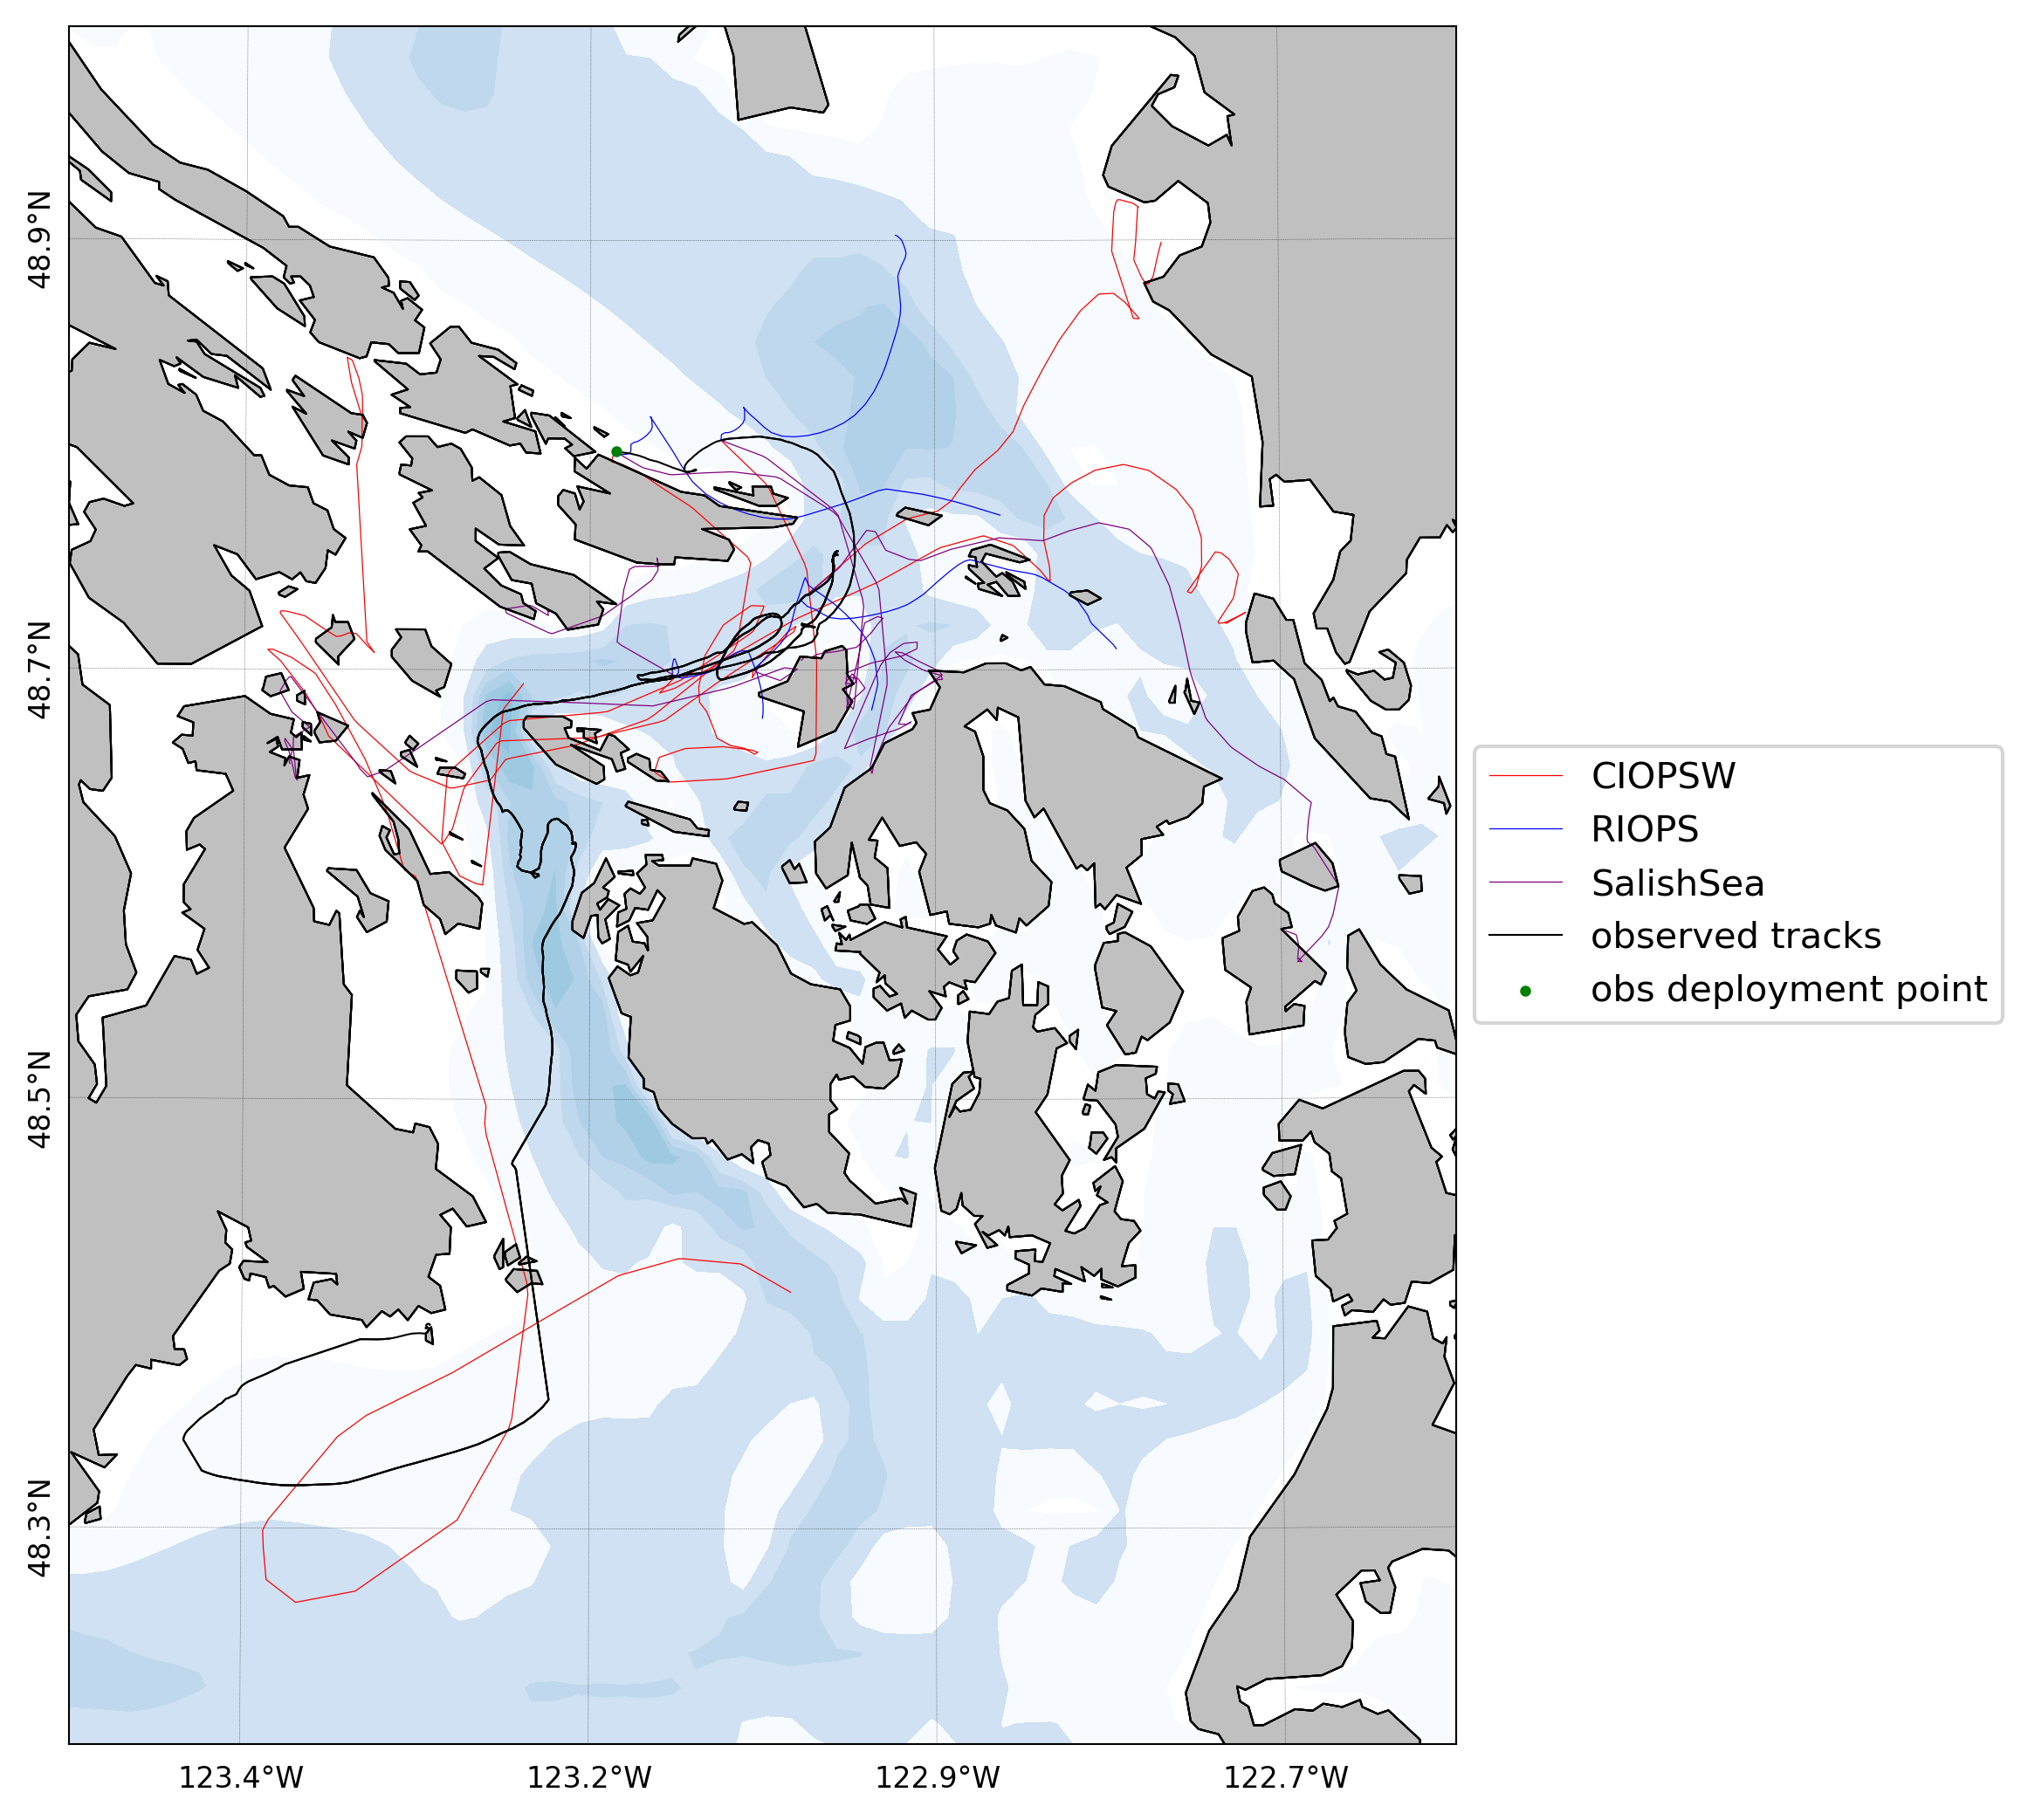 48.9°N
48.7°N
48.5°N
48.3°N
123.4°W
123.2°W
122.9°W
122.7°W
CIOPSW
RIOPS
SalishSea
observed tracks
obs deployment point